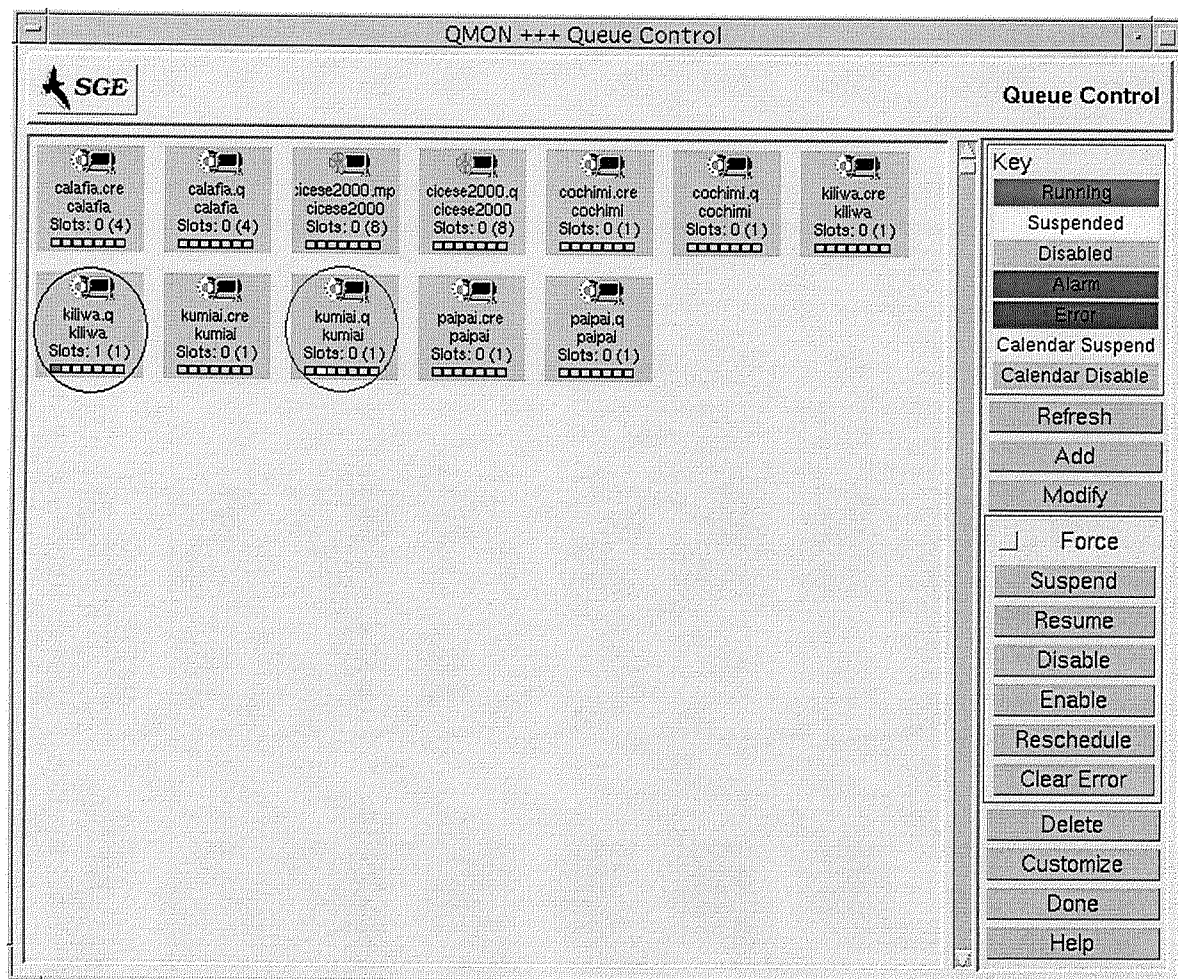 QMON +++ Queue Control
SGE
Queue Control
calafia.cre
calafia
Slots: 0 (4)
calafia.q
calafia
Slots: 0 (4)
cicese2000.mp
cicese2000
Slots: 0 (8)
cicese2000.q
cicese2000
Slots: 0 (8)
cochimi.cre
cochimi
Slots: 0 (1)
cochimi.q
cochimi
Slots: 0 (1)
kiliwa.cre
kiliwa
Slots: 0 (1)
kiliwa.q
kiliwa
Slots: 1 (1)
kumiai.cre
kumiai
Slots: 0 (1)
kumiai.q
kumiai
Slots: 0 (1)
paipai.cre
paipai
Slots: 0 (1)
paipai.q
paipai
Slots: 0 (1)
Key
Running
Suspended
Disabled
Alarm
Error
Calendar Suspend
Calendar Disable
Refresh
Add
Modify
Force
Suspend
Resume
Disable
Enable
Reschedule
Clear Error
Delete
Customize
Done
Help